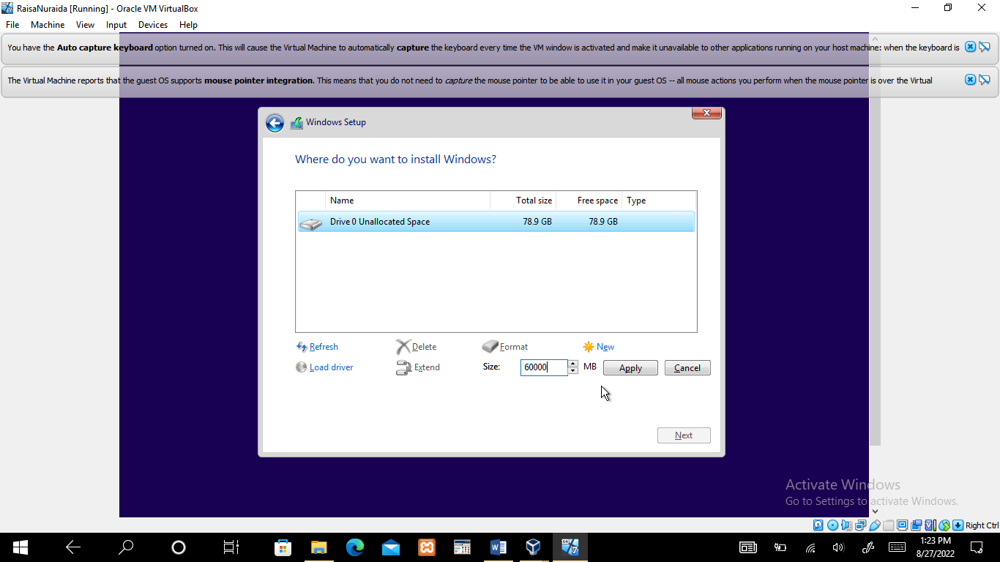 RaisaNuraida [Running] - Oracle VM VirtualBox
File Machine View Input Devices Help
You have the Auto capture keyboard option turned on. This will cause the Virtual Machine to automatically capture the keyboard every time the VM window is activated and make it unavailable to other applications running on your host machine: when the keyboard is
The Virtual Machine reports that the guest OS supports mouse pointer integration. This means that you do not need to capture the mouse pointer to be able to use it in your guest OS -- all mouse actions you perform when the mouse pointer is over the Virtual
Windows Setup
Where do you want to install Windows?
Name Total size Free space Type
Drive 0 Unallocated Space 78.9 GB 78.9 GB
Refresh Delete Format New
Load driver Extend Size: 60000 MB Apply Cancel
Next
Activate Windows
Go to Settings to activate Windows.
Right Ctrl
1:23 PM
8/27/2022